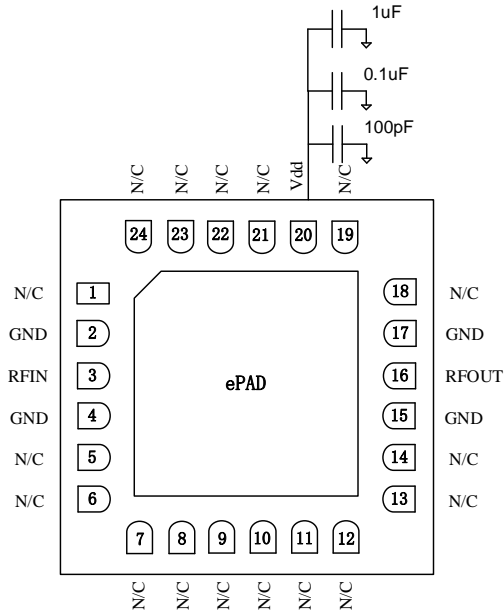 1uF
0.1uF
100pF
N/C N/C N/C N/C Vdd N/C
24 23 22 21 20 19
N/C 1 18 N/C
GND 2 17 GND
RFIN 3 16 RFOUT
ePAD
GND 4 15 GND
N/C 5 14 N/C
N/C 6 13 N/C
7 8 9 10 11 12
N/C N/C N/C N/C N/C N/C